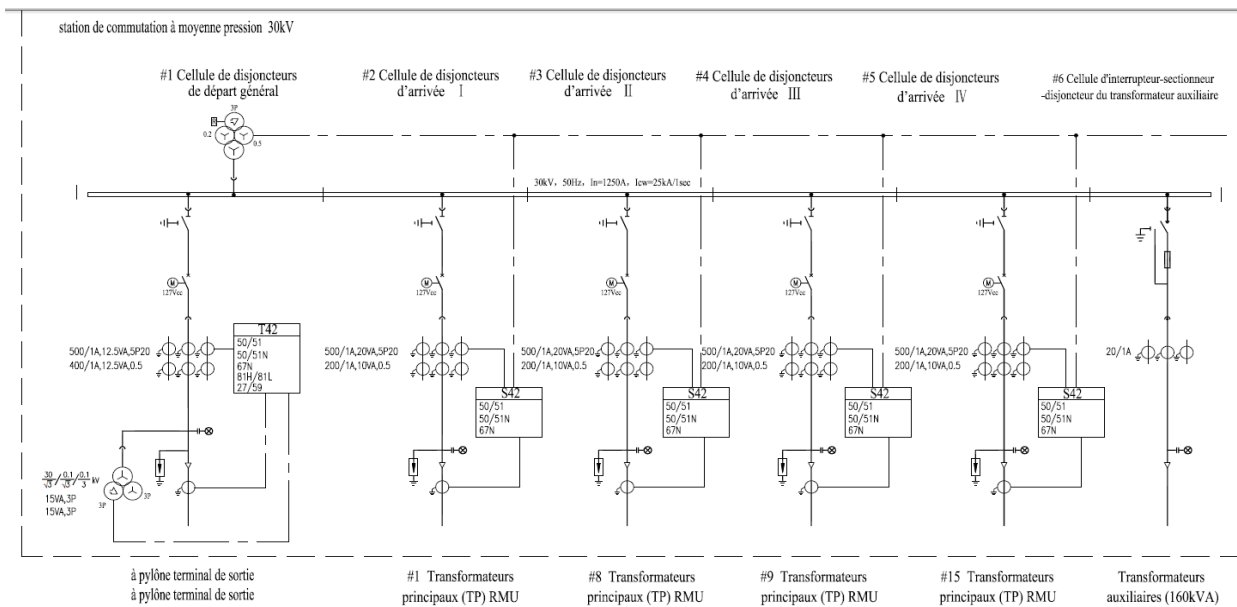 station de commutation à moyenne pression 30kV
#1 Cellule de disjoncteurs
de départ général
#2 Cellule de disjoncteurs
d'arrivée I
#3 Cellule de disjoncteurs
d'arrivée II
#4 Cellule de disjoncteurs
d'arrivée III
#5 Cellule de disjoncteurs
d'arrivée IV
#6 Cellule d'interrupteur-sectionneur
-disjoncteur du transformateur auxiliaire
3P
0.2
0.5
30kV, 50Hz, In=1250A, Icw=25kA/1sec
M
127Vcc
M
127Vcc
M
127Vcc
M
127Vcc
M
127Vcc
500/1A,12.5VA,5P20
400/1A,12.5VA,0.5
T42
50/51
50/51N
67N
81H/81L
27/59
500/1A,20VA,5P20
200/1A,10VA,0.5
S42
50/51
50/51N
67N
500/1A,20VA,5P20
200/1A,10VA,0.5
S42
50/51
50/51N
67N
500/1A,20VA,5P20
200/1A,10VA,0.5
S42
50/51
50/51N
67N
500/1A,20VA,5P20
200/1A,10VA,0.5
S42
50/51
50/51N
67N
20/1A
30/√3 / 0.1/√3 / 0.1/3 kV
15VA,3P
15VA,3P
3P
3P
à pylône terminal de sortie
à pylône terminal de sortie
#1 Transformateurs
principaux (TP) RMU
#8 Transformateurs
principaux (TP) RMU
#9 Transformateurs
principaux (TP) RMU
#15 Transformateurs
principaux (TP) RMU
Transformateurs
auxiliaires (160kVA)